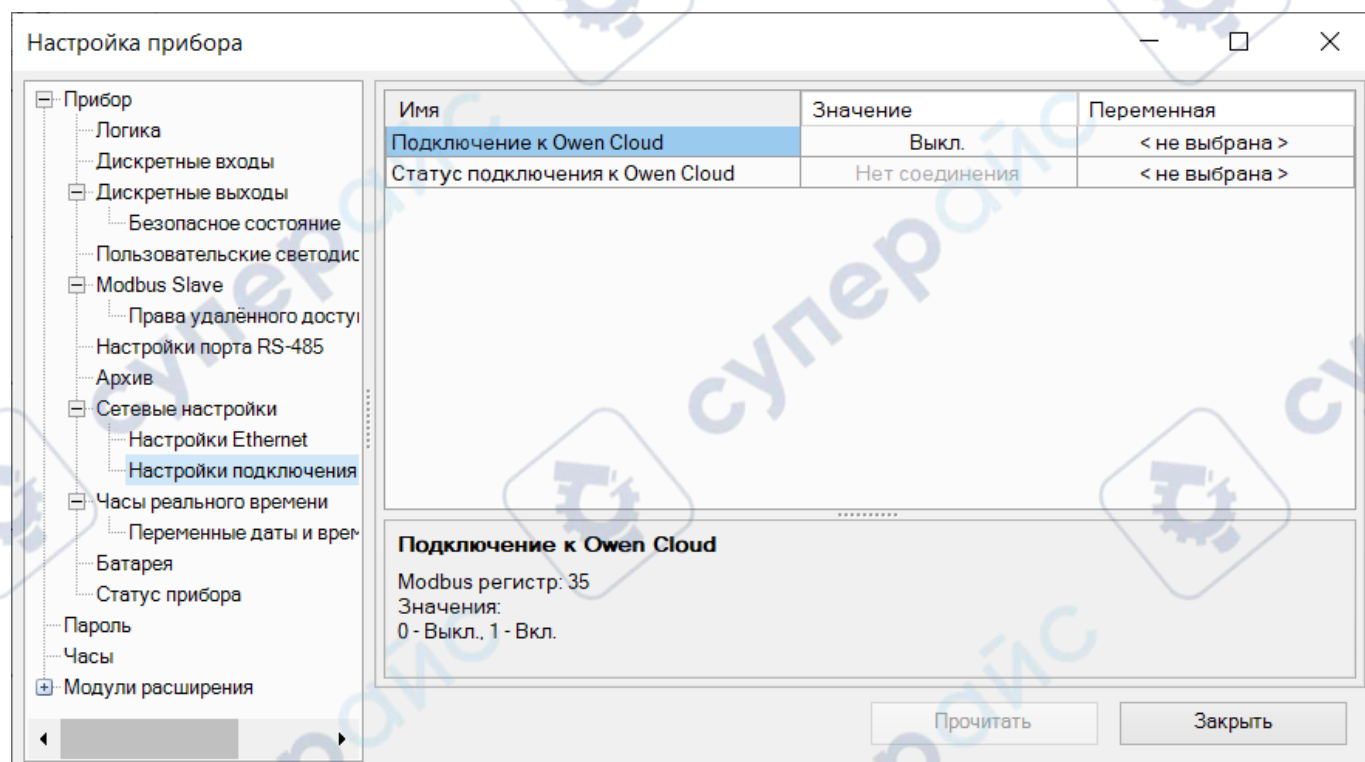 Настройка прибора
Прибор
Логика
Дискретные входы
Дискретные выходы
Безопасное состояние
Пользовательские светодис
Modbus Slave
Права удалённого досту
Настройки порта RS-485
Архив
Сетевые настройки
Настройки Ethernet
Настройки подключения
Часы реального времени
Переменные даты и врем
Батарея
Статус прибора
Пароль
Часы
Модули расширения
Имя Значение Переменная
Подключение к Owen Cloud Выкл. < не выбрана >
Статус подключения к Owen Cloud Нет соединения < не выбрана >
Подключение к Owen Cloud
Modbus регистр: 35
Значения:
0 - Выкл., 1 - Вкл.
Прочитать Закрыть
суперайс
суперайс